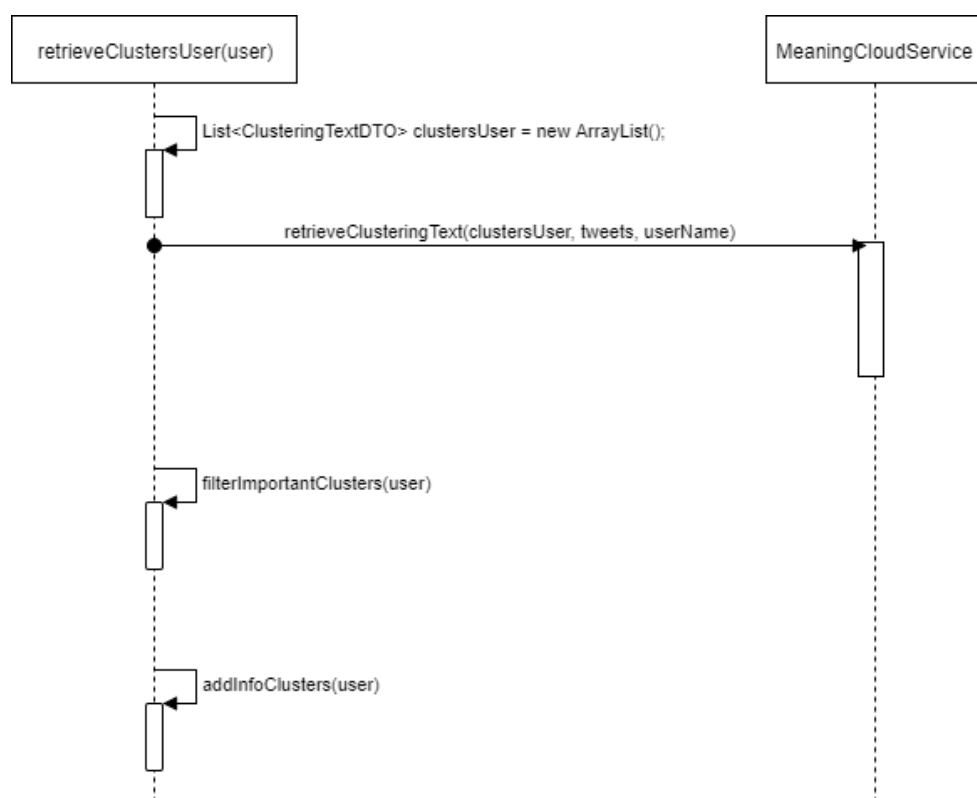 retrieveClustersUser(user)
MeaningCloudService
List<ClusteringTextDTO> clustersUser = new ArrayList();
retrieveClusteringText(clustersUser, tweets, userName)
filterImportantClusters(user)
addInfoClusters(user)